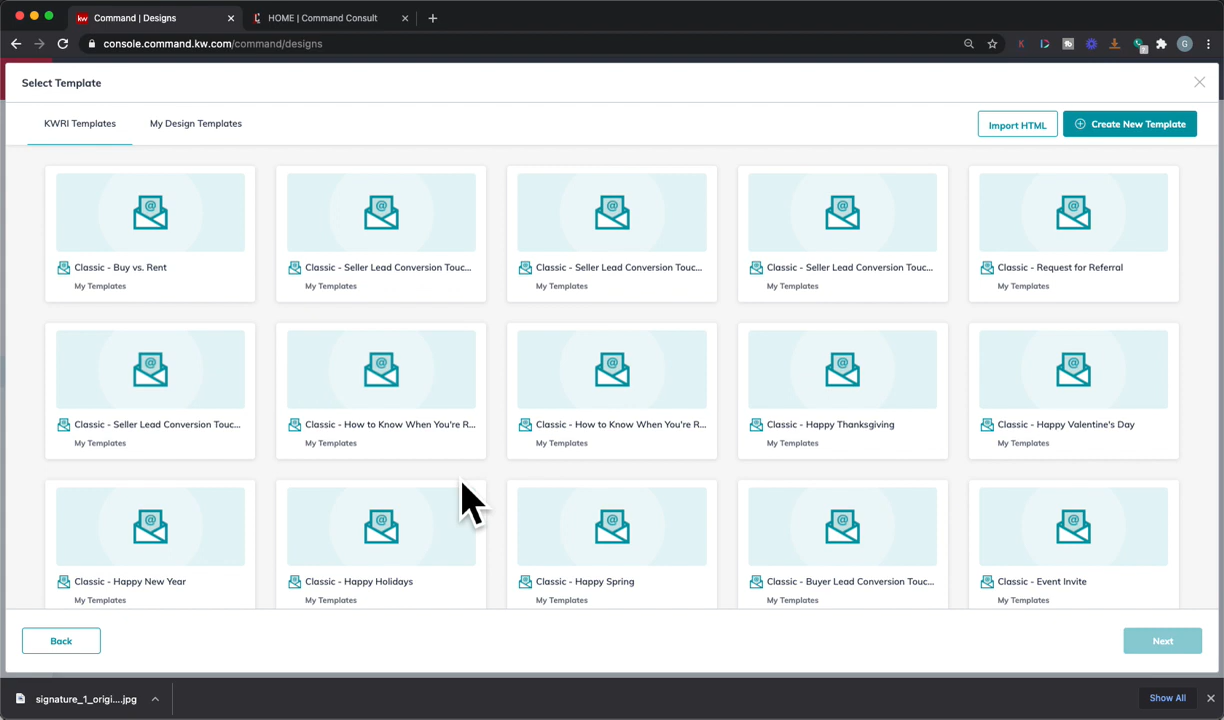 kw Command | Designs
HOME | Command Consult
console.command.kw.com/command/designs
K
G
Select Template
KWRI Templates
My Design Templates
Import HTML
Create New Template
Classic - Buy vs. Rent
My Templates
Classic - Seller Lead Conversion Touc...
My Templates
Classic - Seller Lead Conversion Touc...
My Templates
Classic - Seller Lead Conversion Touc...
My Templates
Classic - Request for Referral
My Templates
Classic - Seller Lead Conversion Touc...
My Templates
Classic - How to Know When You're R...
My Templates
Classic - How to Know When You're R...
My Templates
Classic - Happy Thanksgiving
My Templates
Classic - Happy Valentine's Day
My Templates
Classic - Happy New Year
My Templates
Classic - Happy Holidays
My Templates
Classic - Happy Spring
My Templates
Classic - Buyer Lead Conversion Touc...
My Templates
Classic - Event Invite
My Templates
Back
Next
signature_1_origi....jpg
Show All